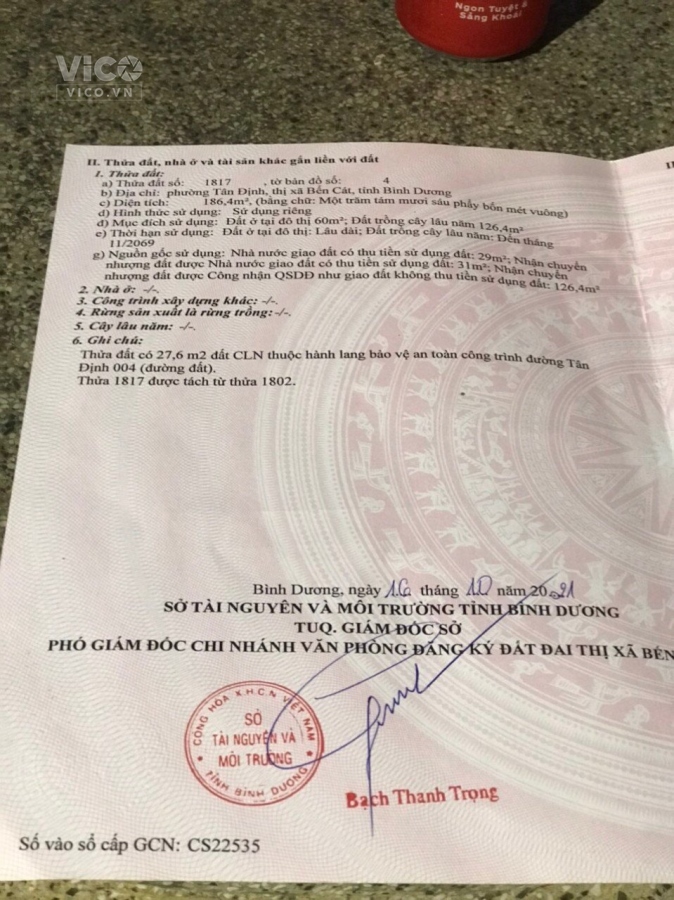 Ngon Tuyệt &
Sảng Khoái
VICO
VICO.VN
II. Thửa đất, nhà ở và tài sản khác gắn liền với đất
1. Thửa đất:
a) Thửa đất số: 1817 , tờ bản đồ số: 4
b) Địa chỉ: phường Tân Định, thị xã Bến Cát, tỉnh Bình Dương
c) Diện tích: 186,4m², (bằng chữ: Một trăm tám mươi sáu phẩy bốn mét vuông)
d) Hình thức sử dụng: Sử dụng riêng
đ) Mục đích sử dụng: Đất ở tại đô thị 60m²; Đất trồng cây lâu năm 126,4m²
e) Thời hạn sử dụng: Đất ở tại đô thị: Lâu dài; Đất trồng cây lâu năm: Đến tháng
11/2069
g) Nguồn gốc sử dụng: Nhà nước giao đất có thu tiền sử dụng đất: 29m²; Nhận chuyển
nhượng đất được Nhà nước giao đất có thu tiền sử dụng đất: 31m²; Nhận chuyển
nhượng đất được Công nhận QSDĐ như giao đất không thu tiền sử dụng đất: 126,4m²
2. Nhà ở: -/-.
3. Công trình xây dựng khác: -/-.
4. Rừng sản xuất là rừng trồng:-/-.
5. Cây lâu năm: -/-.
6. Ghi chú:
Thửa đất có 27,6 m2 đất CLN thuộc hành lang bảo vệ an toàn công trình đường Tân
Định 004 (đường đất).
Thửa 1817 được tách từ thửa 1802.
Bình Dương, ngày 16 tháng 10 năm 2021
SỞ TÀI NGUYÊN VÀ MÔI TRƯỜNG TỈNH BÌNH DƯƠNG
TUQ. GIÁM ĐỐC SỞ
PHÓ GIÁM ĐỐC CHI NHÁNH VĂN PHÒNG ĐĂNG KÝ ĐẤT ĐAI THỊ XÃ BẾN
CỘNG HÒA X.H.C.N VIỆT NAM
SỞ
TÀI NGUYÊN VÀ
MÔI TRƯỜNG
TỈNH BÌNH DƯƠNG
Bạch Thanh Trọng
Số vào sổ cấp GCN: CS22535